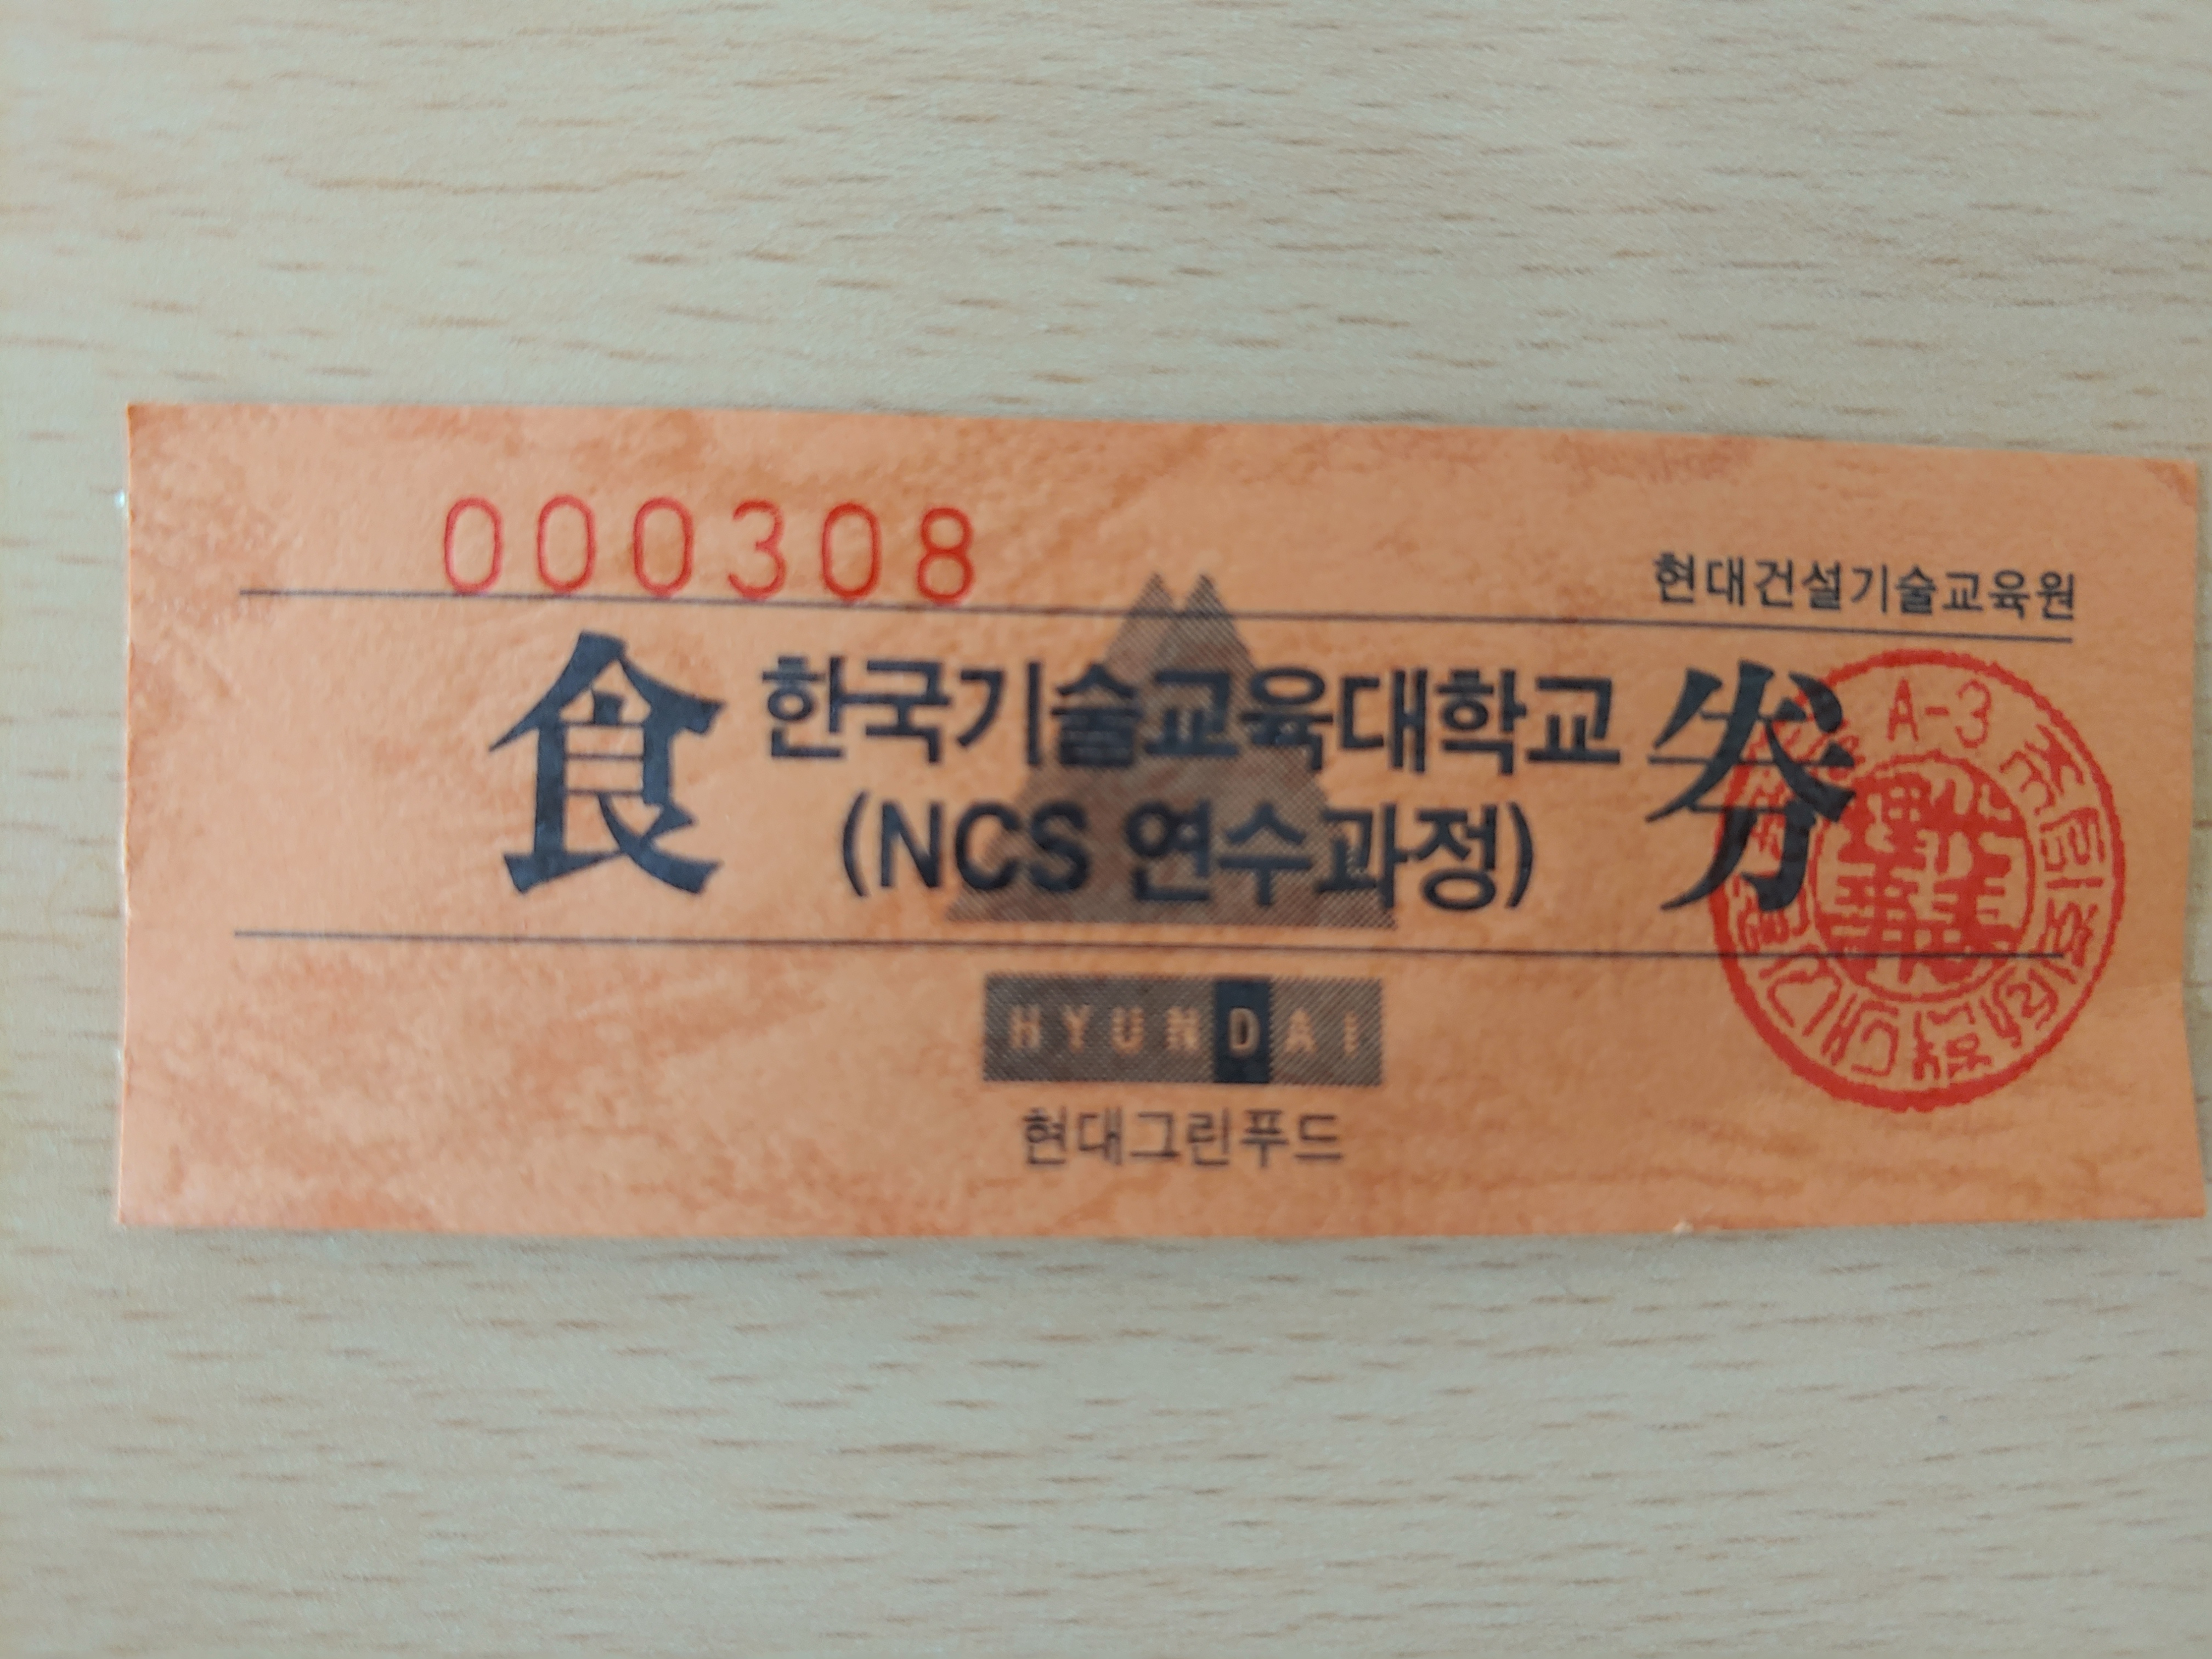 000308
현대건설기술교육원
食 한국기술교육대학교 券
(NCS 연수과정)
A-3
HYUNDAI
현대그린푸드